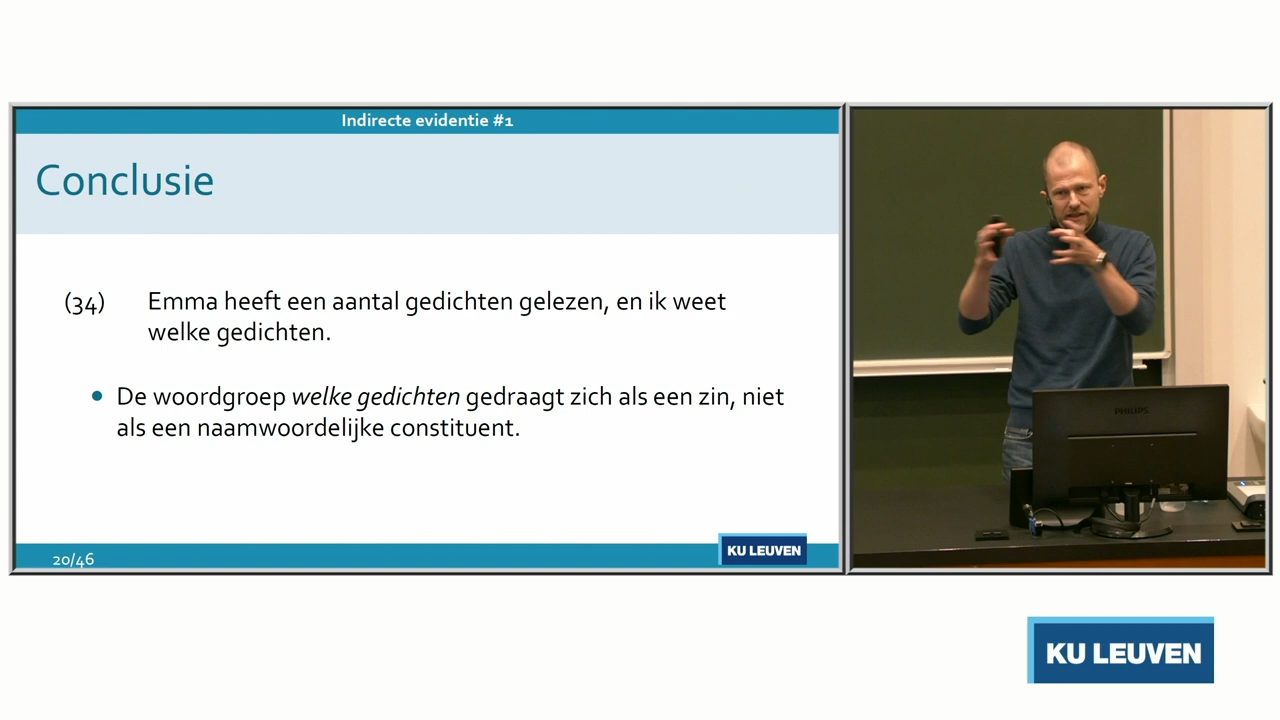 Indirecte evidentie #1
Conclusie
(34) Emma heeft een aantal gedichten gelezen, en ik weet
welke gedichten.
• De woordgroep welke gedichten gedraagt zich als een zin, niet
als een naamwoordelijke constituent.
20/46
KU LEUVEN
PHILIPS
KU LEUVEN